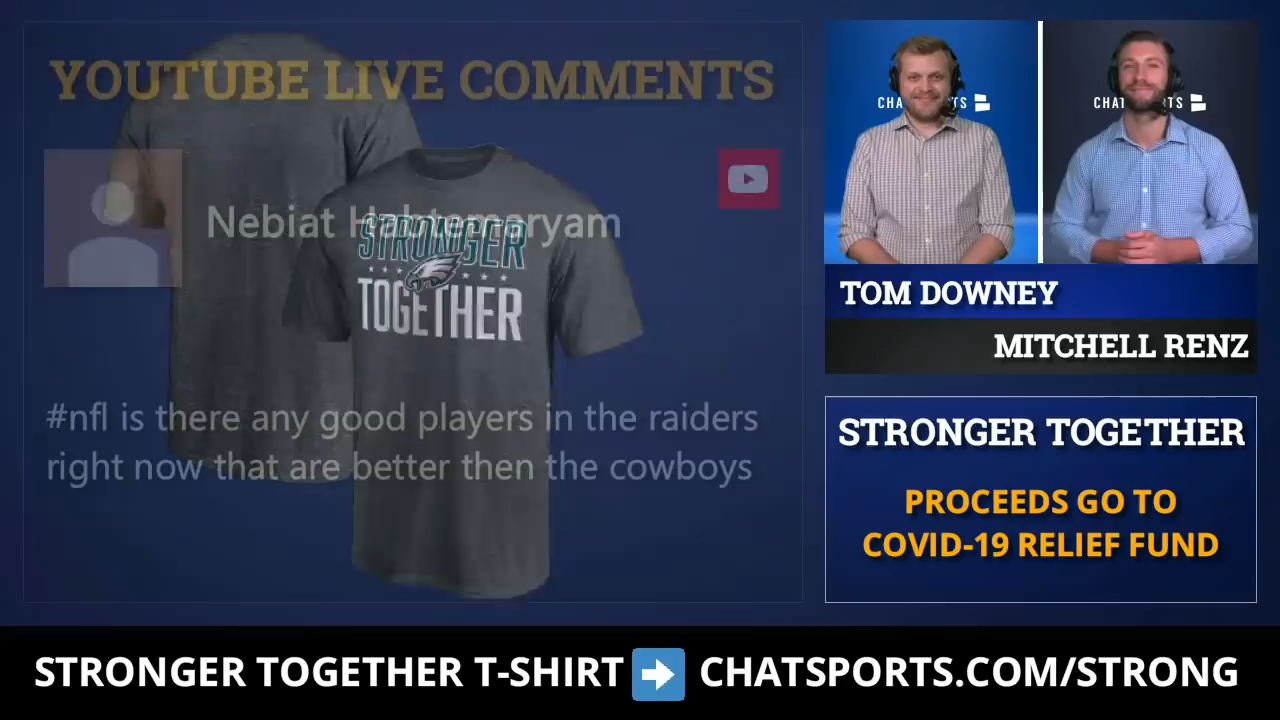 YOUTUBE LIVE COMMENTS
Nebiat Habtemaryam
STRONGER
TOGETHER
#nfl is there any good players in the raiders
right now that are better then the cowboys
TOM DOWNEY
MITCHELL RENZ
STRONGER TOGETHER
PROCEEDS GO TO
COVID-19 RELIEF FUND
STRONGER TOGETHER T-SHIRT ➡ CHATSPORTS.COM/STRONG